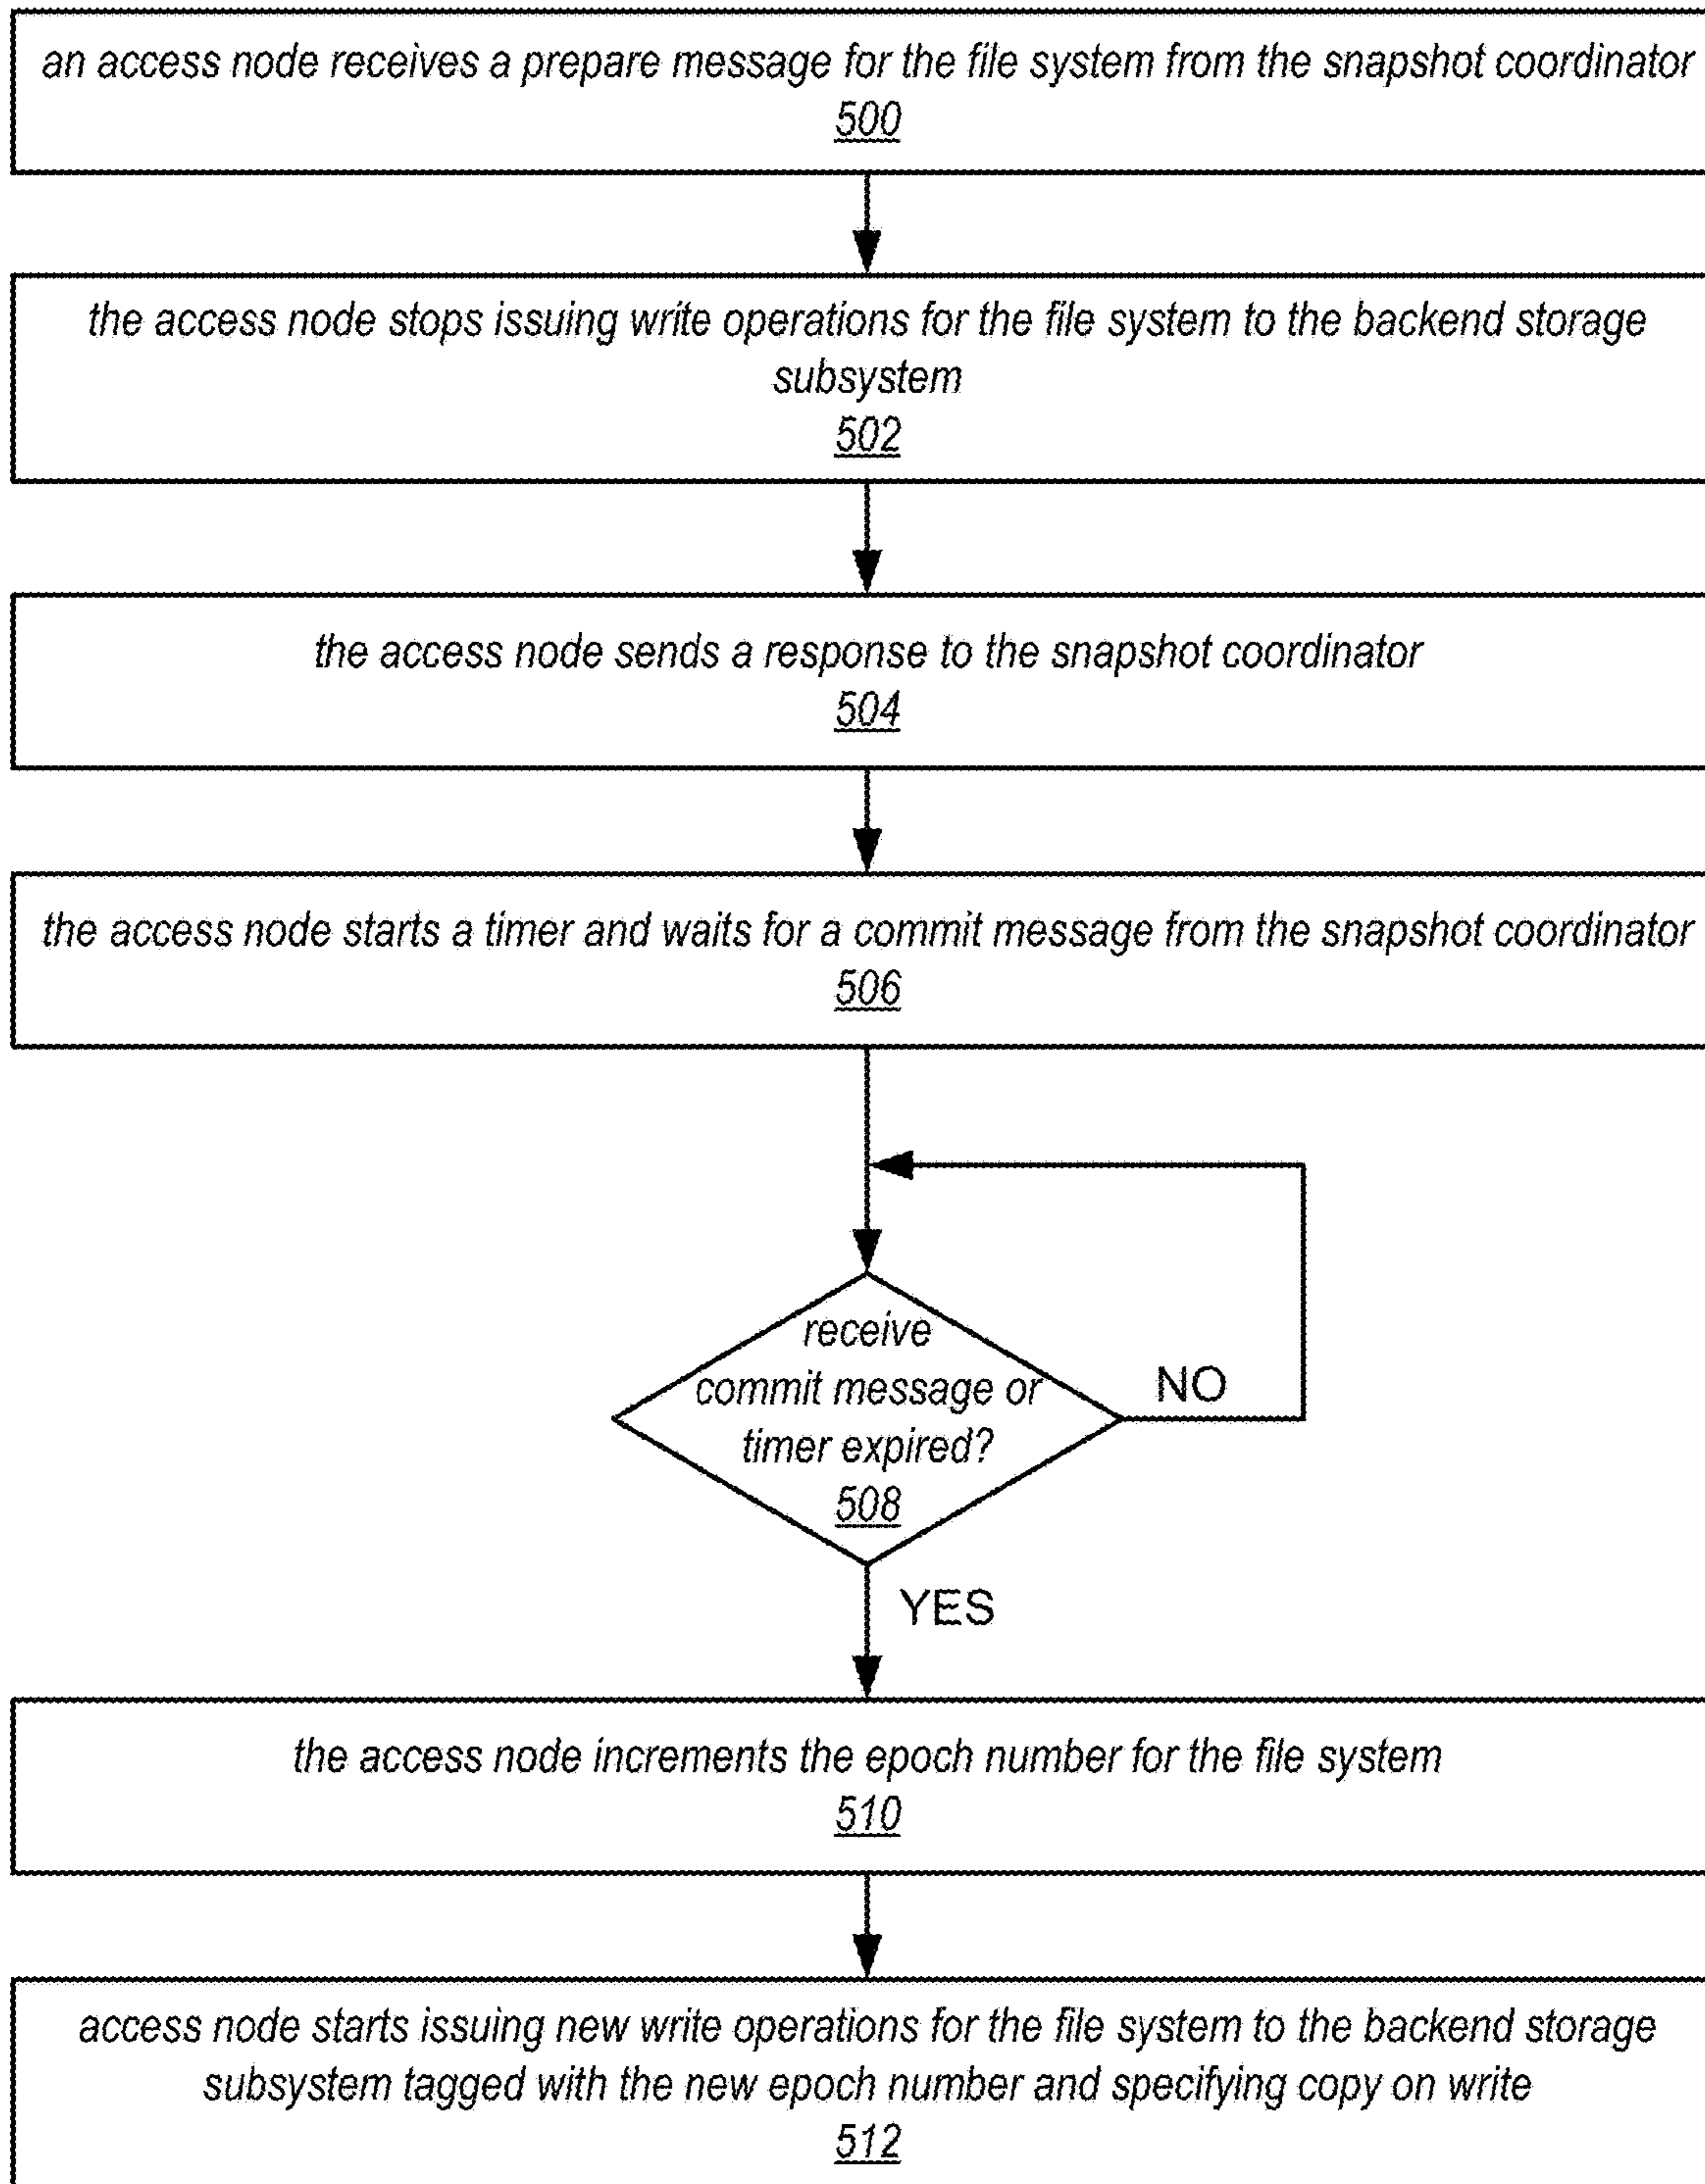 an access node receives a prepare message for the file system from the snapshot coordinator
500
the access node stops issuing write operations for the file system to the backend storage
subsystem
502
the access node sends a response to the snapshot coordinator
504
the access node starts a timer and waits for a commit message from the snapshot coordinator
506
receive
commit message or
timer expired?
508
NO
YES
the access node increments the epoch number for the file system
510
access node starts issuing new write operations for the file system to the backend storage
subsystem tagged with the new epoch number and specifying copy on write
512